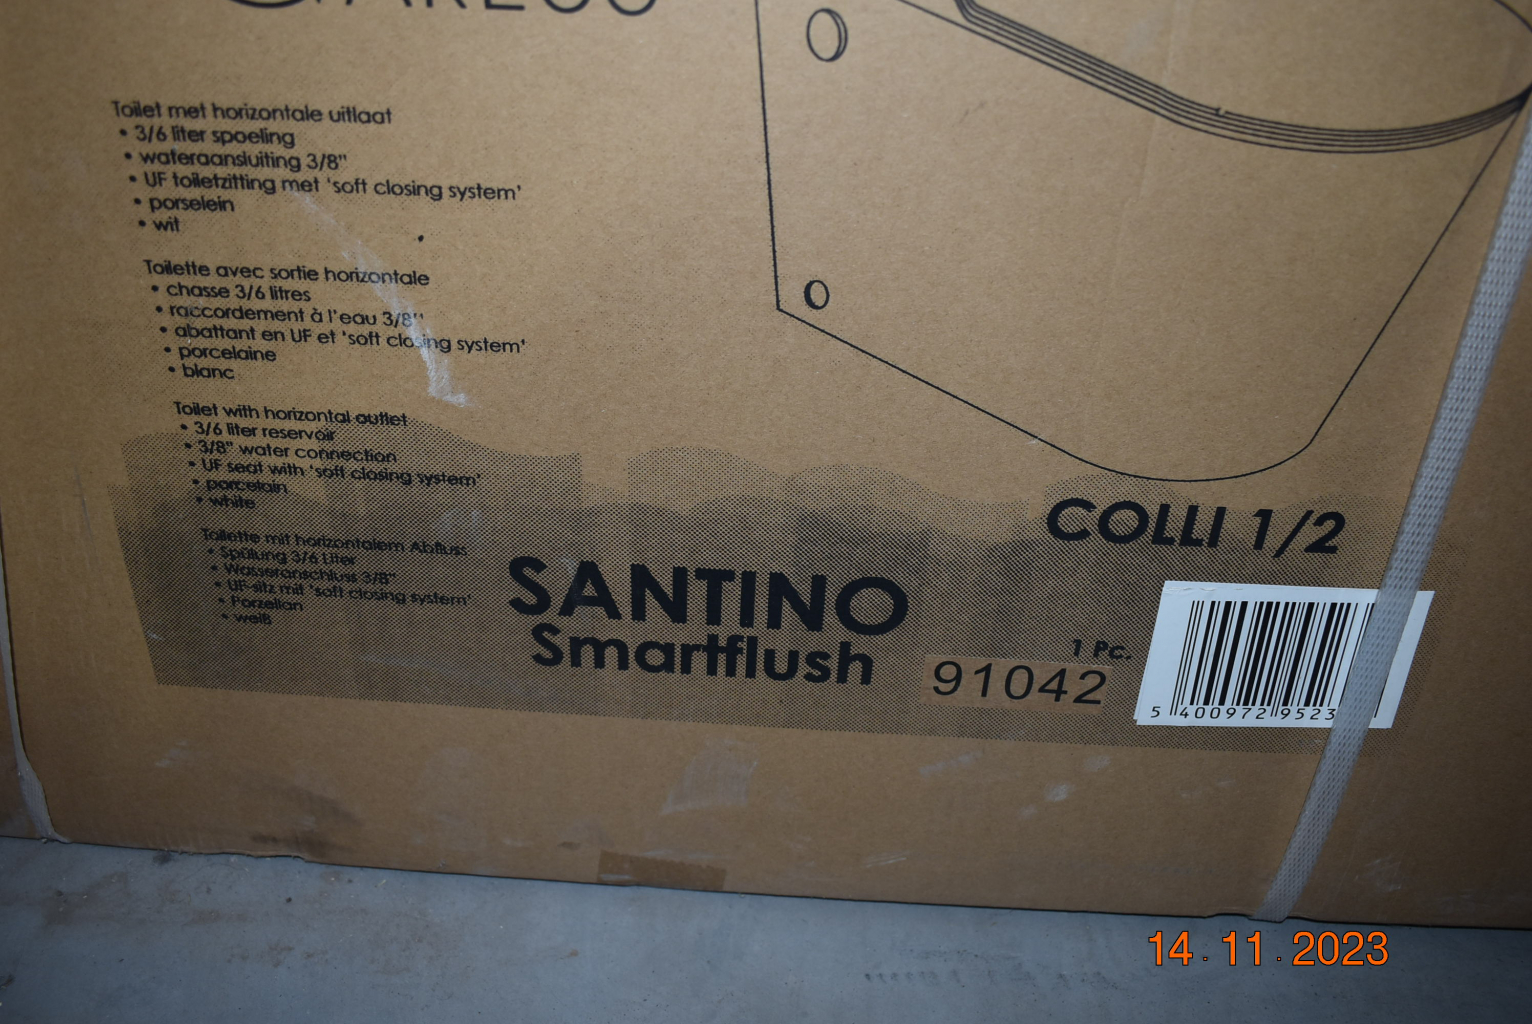 Toilet met horizontale uitlaat
• 3/6 liter spoeling
• wateraansluiting 3/8"
• UF toiletzitting met 'soft closing system'
• porselein
• wit
Toilette avec sortie horizontale
• chasse 3/6 litres
• raccordement à l'eau 3/8''
• abattant en UF et 'soft closing system'
• porcelaine
• blanc
Toilet with horizontal outlet
• 3/6 liter reservoir
• 3/8" water connection
• UF seat with 'soft closing system'
• porcelain
• white
Toilette mit horizontalem Abfluss
• Spülung 3/6 Liter
• Wasseranschluss 3/8"
• UF-sitz mit 'soft closing system'
• Porzellan
• weiß
SANTINO
Smartflush
COLLI 1/2
1 Pc.
91042
5 400972 9523
14.11.2023